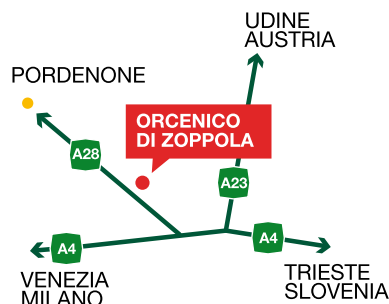 UDINE
AUSTRIA
PORDENONE
ORCENICO
DI ZOPPOLA
A28
A23
A4
A4
VENEZIA
MILANO
TRIESTE
SLOVENIA